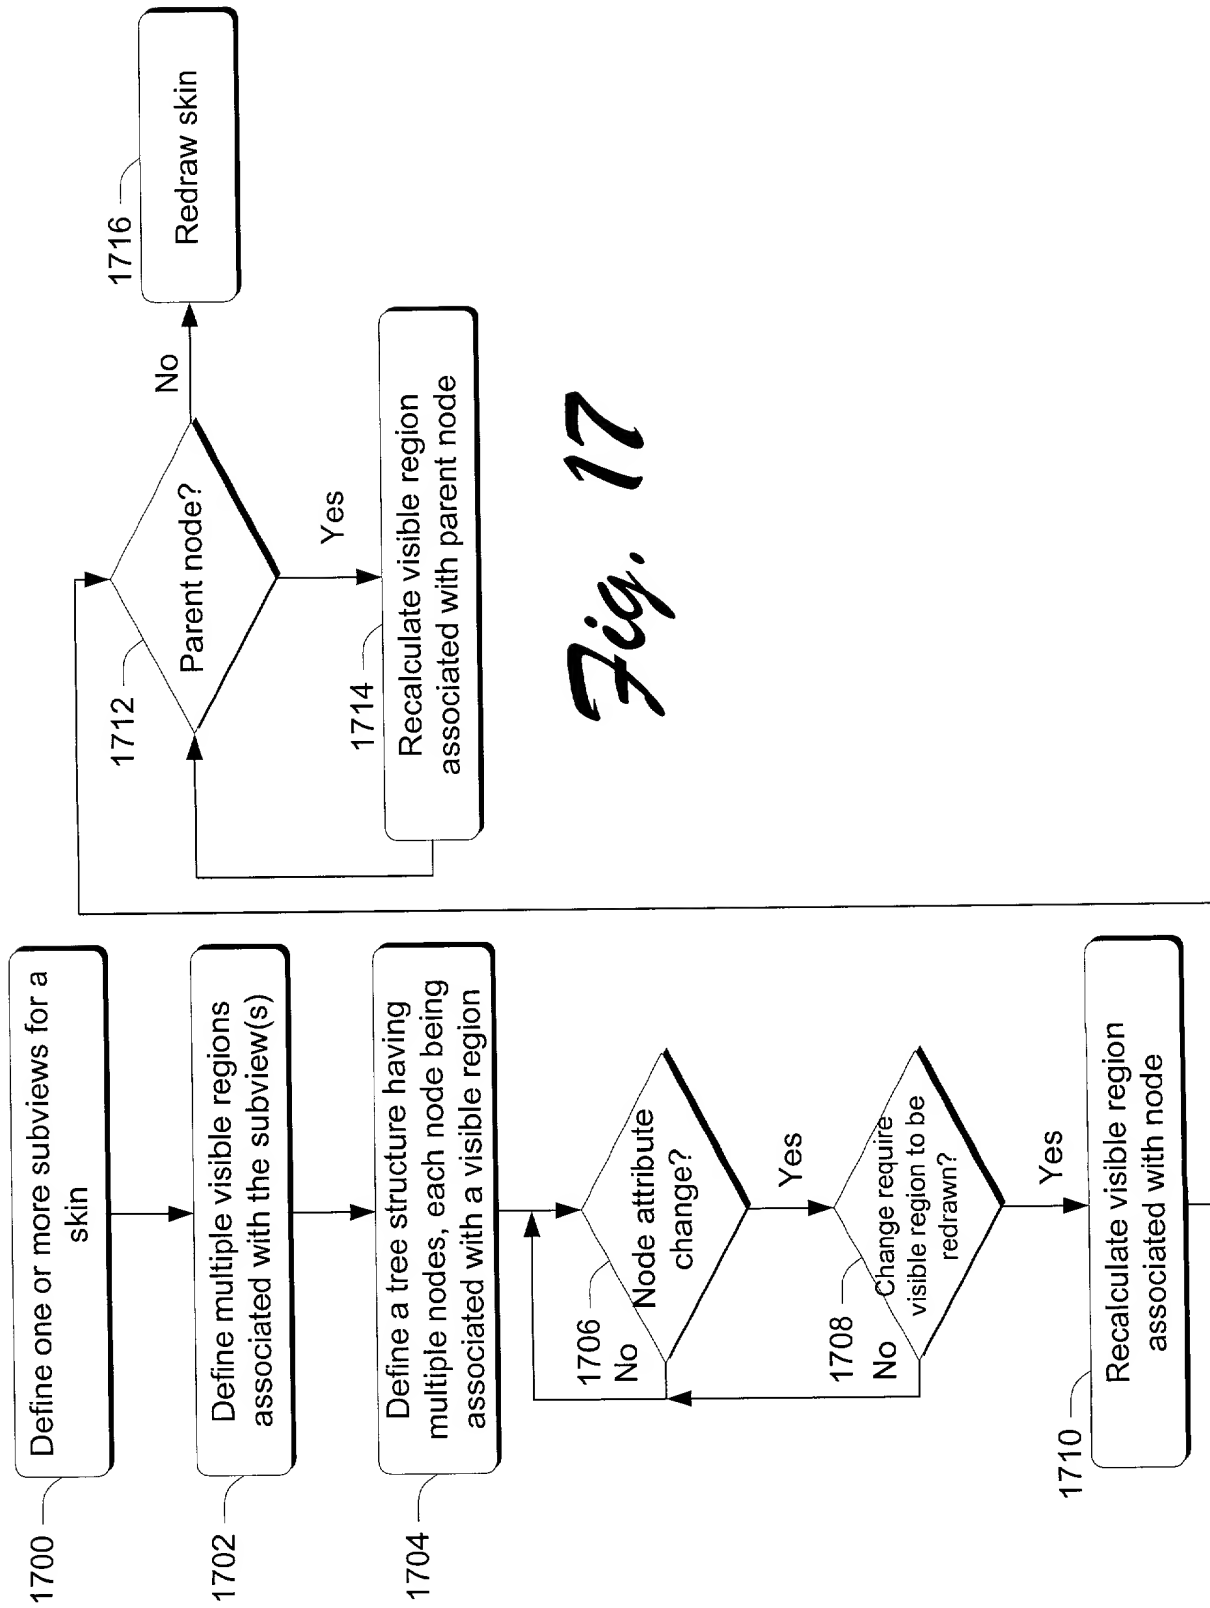 1700
Define one or more subviews for a
skin
1702
Define multiple visible regions
associated with the subview(s)
1704
Define a tree structure having
multiple nodes, each node being
associated with a visible region
1706
No
Node attribute
change?
Yes
1708
No
Change require
visible region to be
redrawn?
Yes
1710
Recalculate visible region
associated with node
1712
Parent node?
No
Yes
1714
Recalculate visible region
associated with parent node
1716
Redraw skin
Fig. 17